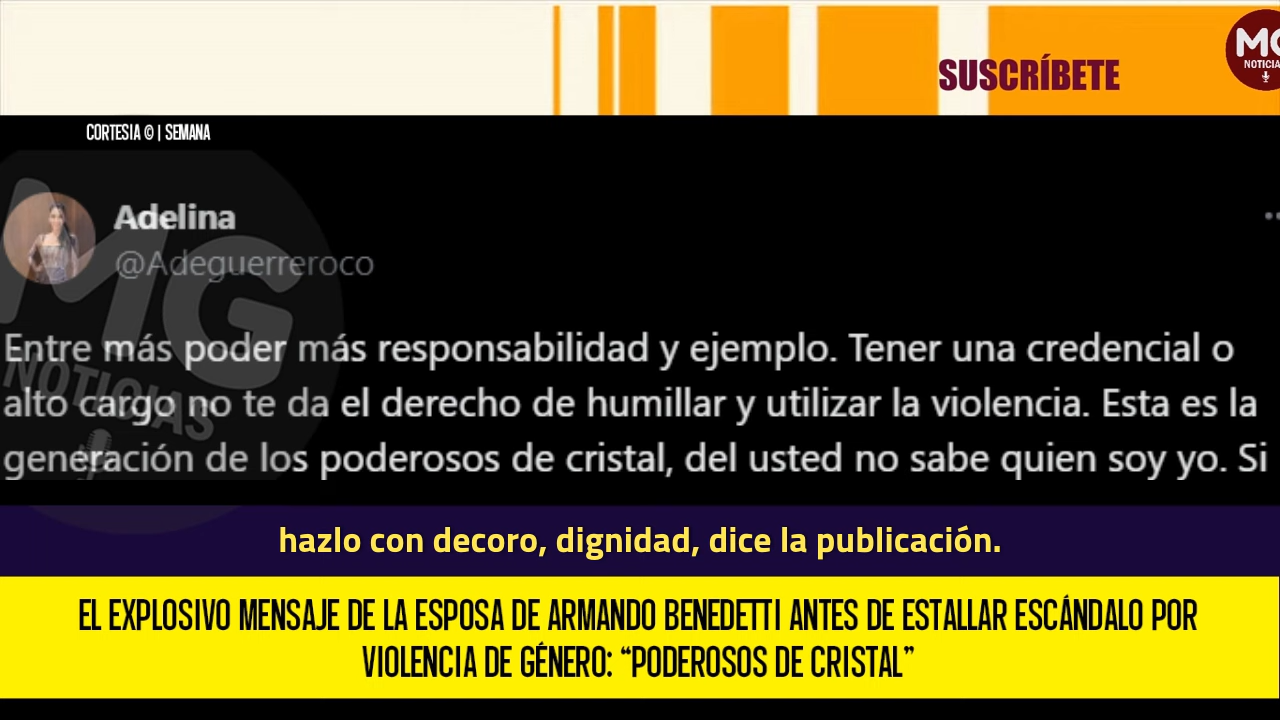 SUSCRÍBETE
MG
NOTICIA
CORTESIA © | SEMANA
Adelina
@Adeguerreroco
Entre más poder más responsabilidad y ejemplo. Tener una credencial o
alto cargo no te da el derecho de humillar y utilizar la violencia. Esta es la
generación de los poderosos de cristal, del usted no sabe quien soy yo. Si
MG
NOTICIAS
hazlo con decoro, dignidad, dice la publicación.
EL EXPLOSIVO MENSAJE DE LA ESPOSA DE ARMANDO BENEDETTI ANTES DE ESTALLAR ESCÁNDALO POR
VIOLENCIA DE GÉNERO: “PODEROSOS DE CRISTAL”